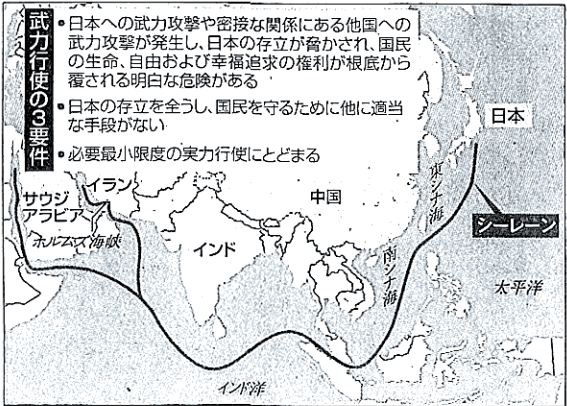 武力行使の3要件
• 日本への武力攻撃や密接な関係にある他国への
武力攻撃が発生し、日本の存立が脅かされ、国民
の生命、自由および幸福追求の権利が根底から
覆される明白な危険がある
• 日本の存立を全うし、国民を守るために他に適当
な手段がない
• 必要最小限度の実力行使にとどまる
日本
東シナ海
シーレーン
中国
イラン
サウジ
アラビア
ホルムズ海峡
インド
南シナ海
太平洋
インド洋